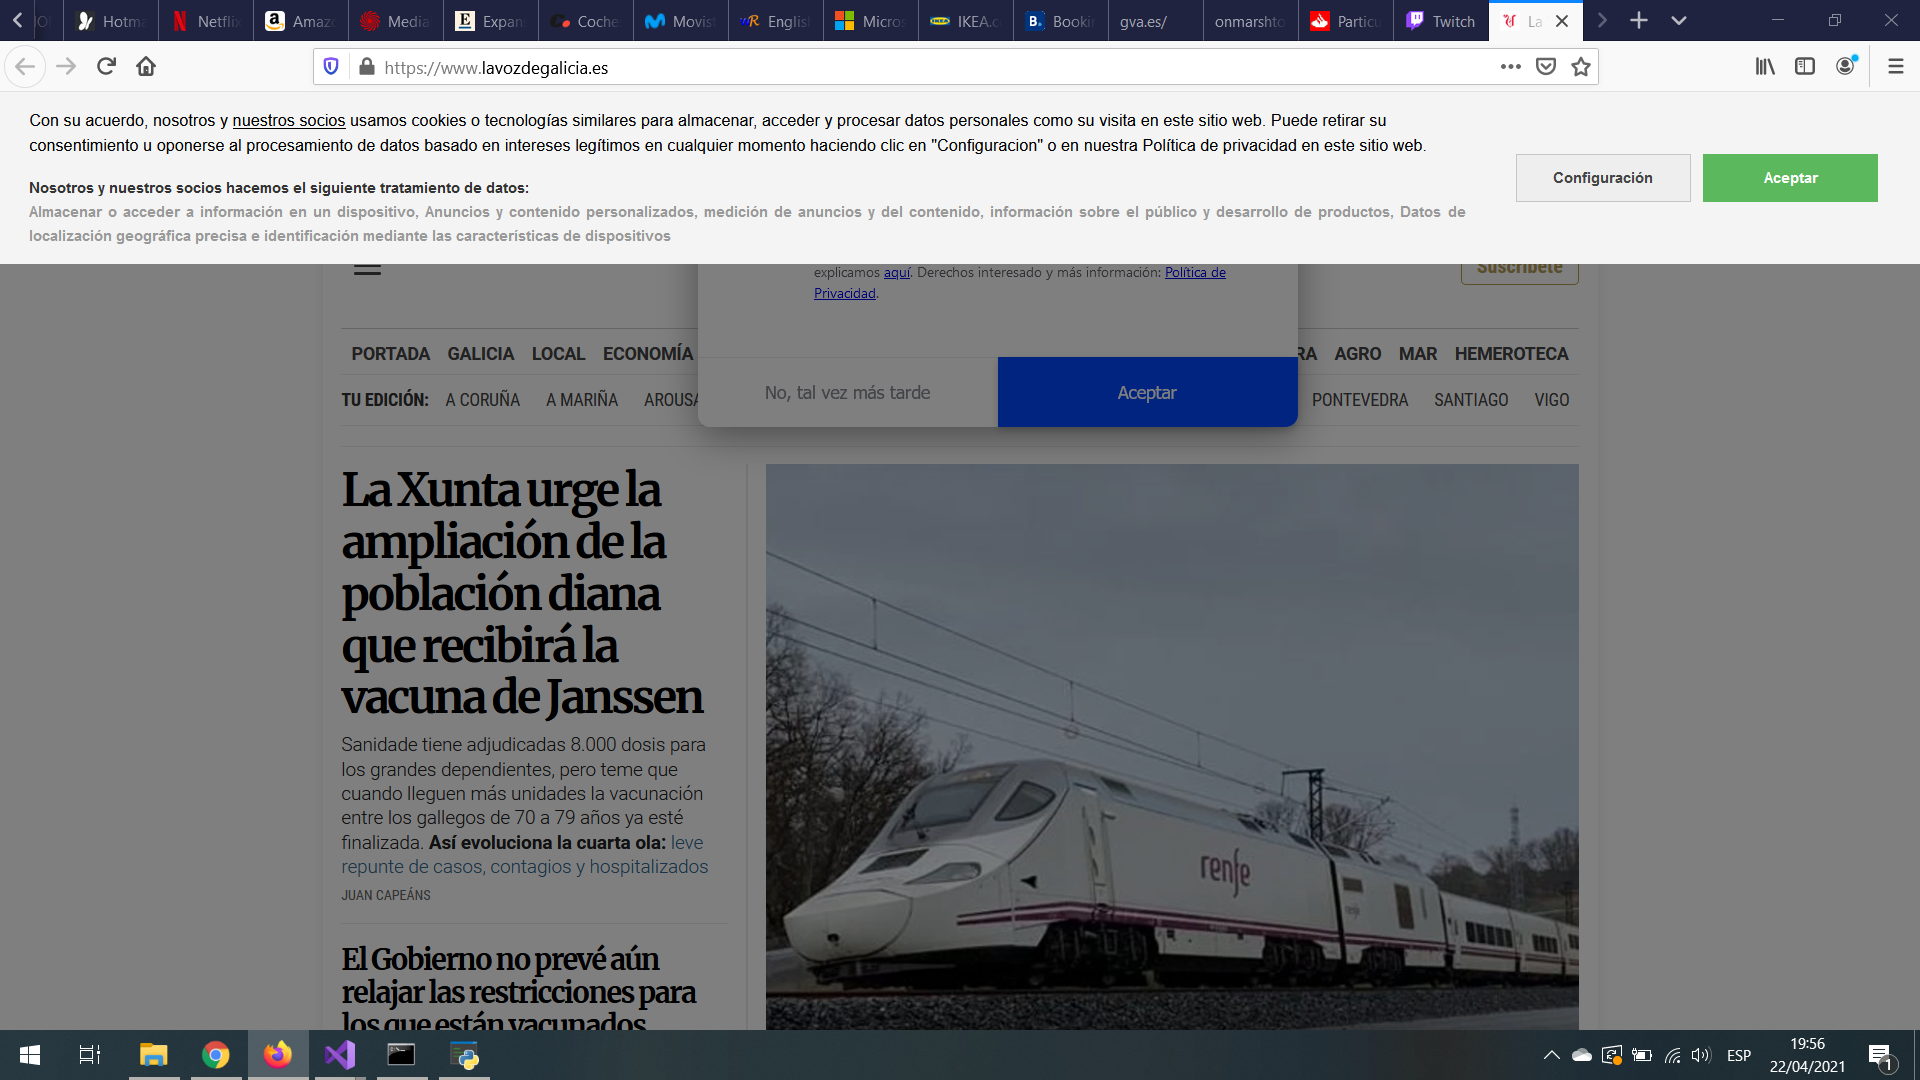 Hotma
Netflix
Amazo
Media
Expan
Coche
Movist
Englis
Micros
IKEA.c
Bookin
gva.es/
onmarshto
Particu
Twitch
La
https://www.lavozdegalicia.es
Con su acuerdo, nosotros y nuestros socios usamos cookies o tecnologías similares para almacenar, acceder y procesar datos personales como su visita en este sitio web. Puede retirar su
consentimiento u oponerse al procesamiento de datos basado en intereses legítimos en cualquier momento haciendo clic en "Configuracion" o en nuestra Política de privacidad en este sitio web.
Nosotros y nuestros socios hacemos el siguiente tratamiento de datos:
Almacenar o acceder a información en un dispositivo, Anuncios y contenido personalizados, medición de anuncios y del contenido, información sobre el público y desarrollo de productos, Datos de
localización geográfica precisa e identificación mediante las características de dispositivos
Configuración
Aceptar
explicamos aquí. Derechos interesado y más información: Política de
Privacidad.
Suscríbete
PORTADA GALICIA LOCAL ECONOMÍA RA AGRO MAR HEMEROTECA
No, tal vez más tarde
Aceptar
TU EDICIÓN: A CORUÑA A MARIÑA AROUSA PONTEVEDRA SANTIAGO VIGO
La Xunta urge la
ampliación de la
población diana
que recibirá la
vacuna de Janssen
Sanidade tiene adjudicadas 8.000 dosis para
los grandes dependientes, pero teme que
cuando lleguen más unidades la vacunación
entre los gallegos de 70 a 79 años ya esté
finalizada. Así evoluciona la cuarta ola: leve
repunte de casos, contagios y hospitalizados
JUAN CAPEÁNS
El Gobierno no prevé aún
relajar las restricciones para
los que están vacunados
renfe
ESP
19:56
22/04/2021
1